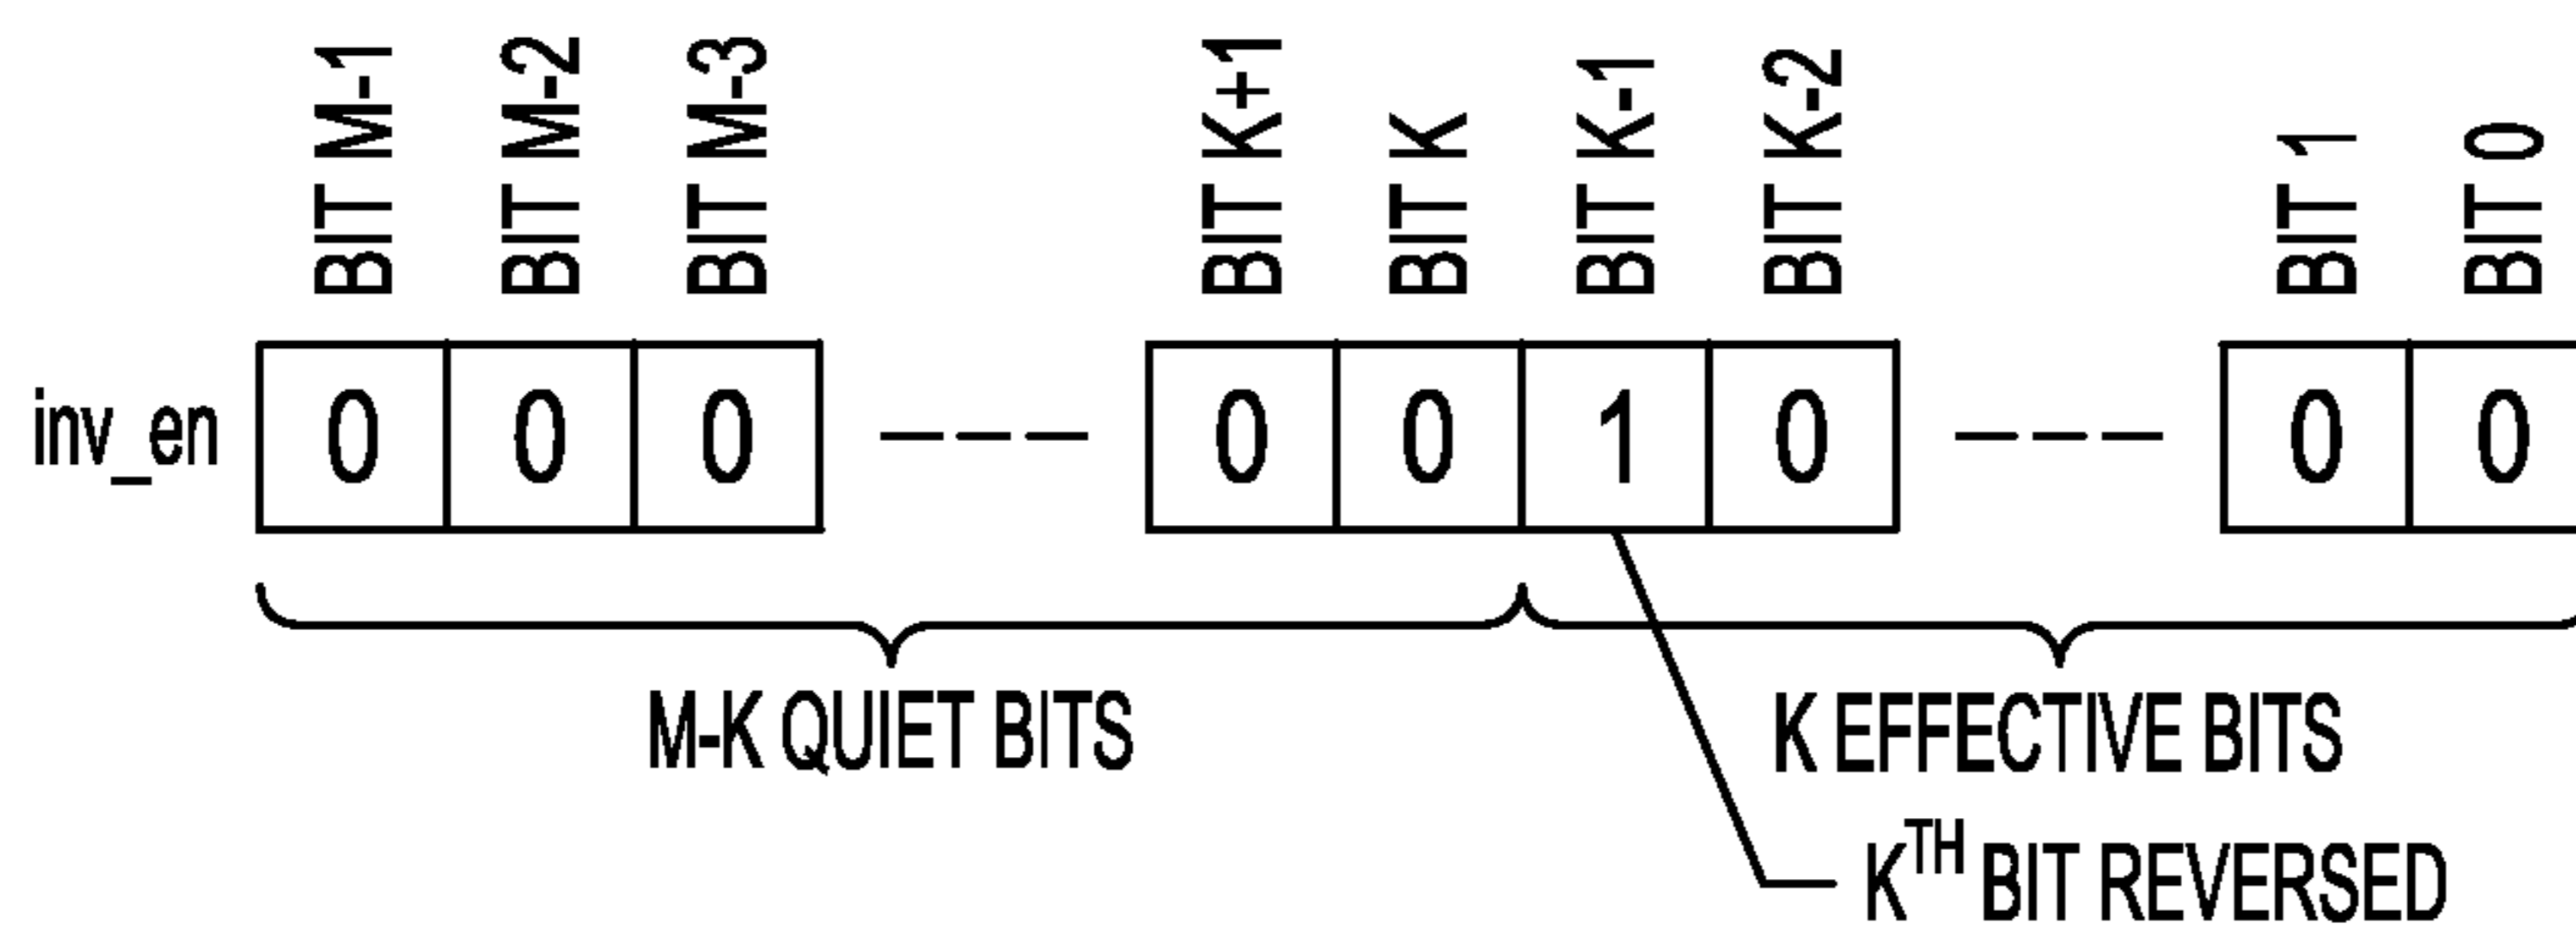 BIT M-1 BIT M-2 BIT M-3 BIT K+1 BIT K BIT K-1 BIT K-2 BIT 1 BIT 0
inv_en 0 0 0 --- 0 0 1 0 --- 0 0
M-K QUIET BITS K EFFECTIVE BITS
K^TH BIT REVERSED